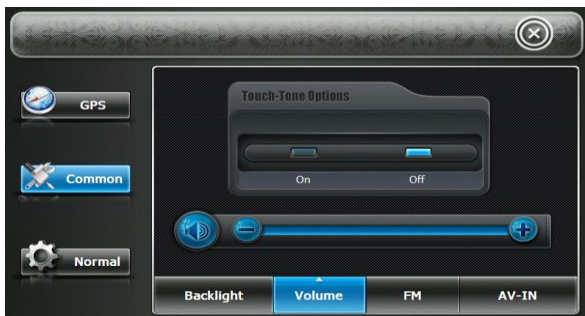 GPS
Common
Normal
Touch-Tone Options
On Off
Backlight Volume FM AV-IN